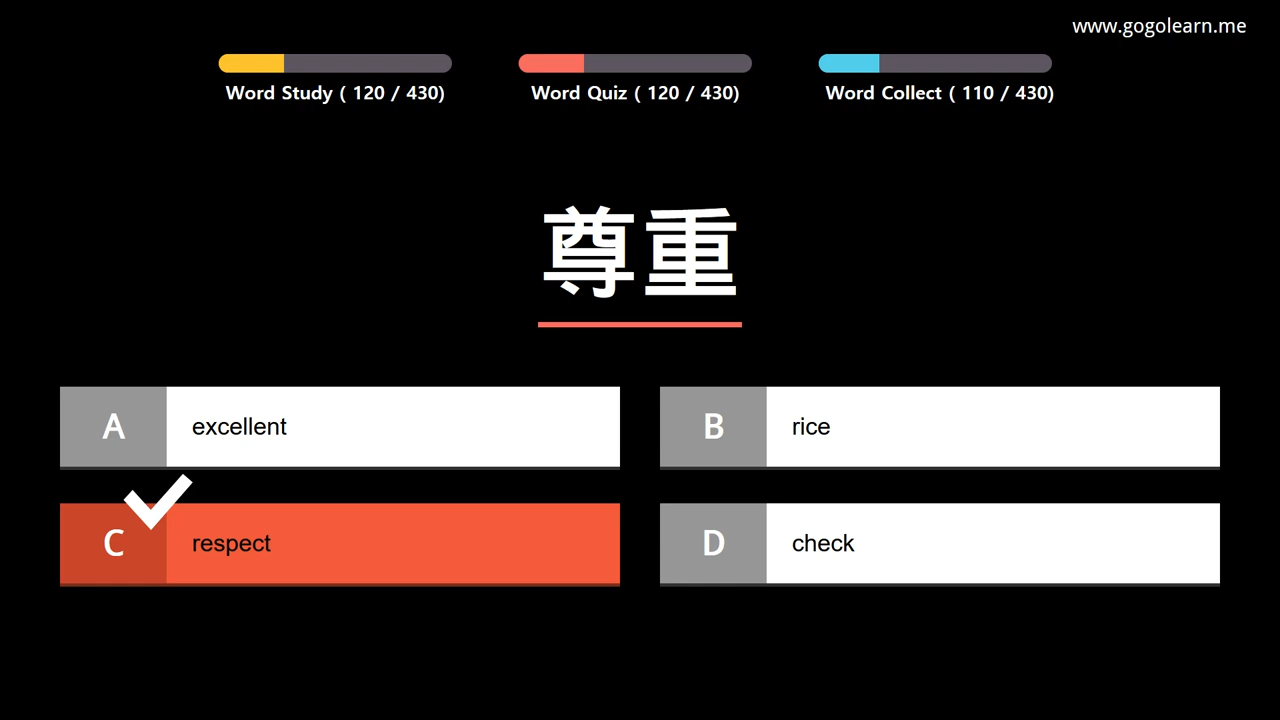 www.gogolearn.me
Word Study ( 120 / 430)
Word Quiz ( 120 / 430)
Word Collect ( 110 / 430)
尊重
A excellent
B rice
C respect
D check